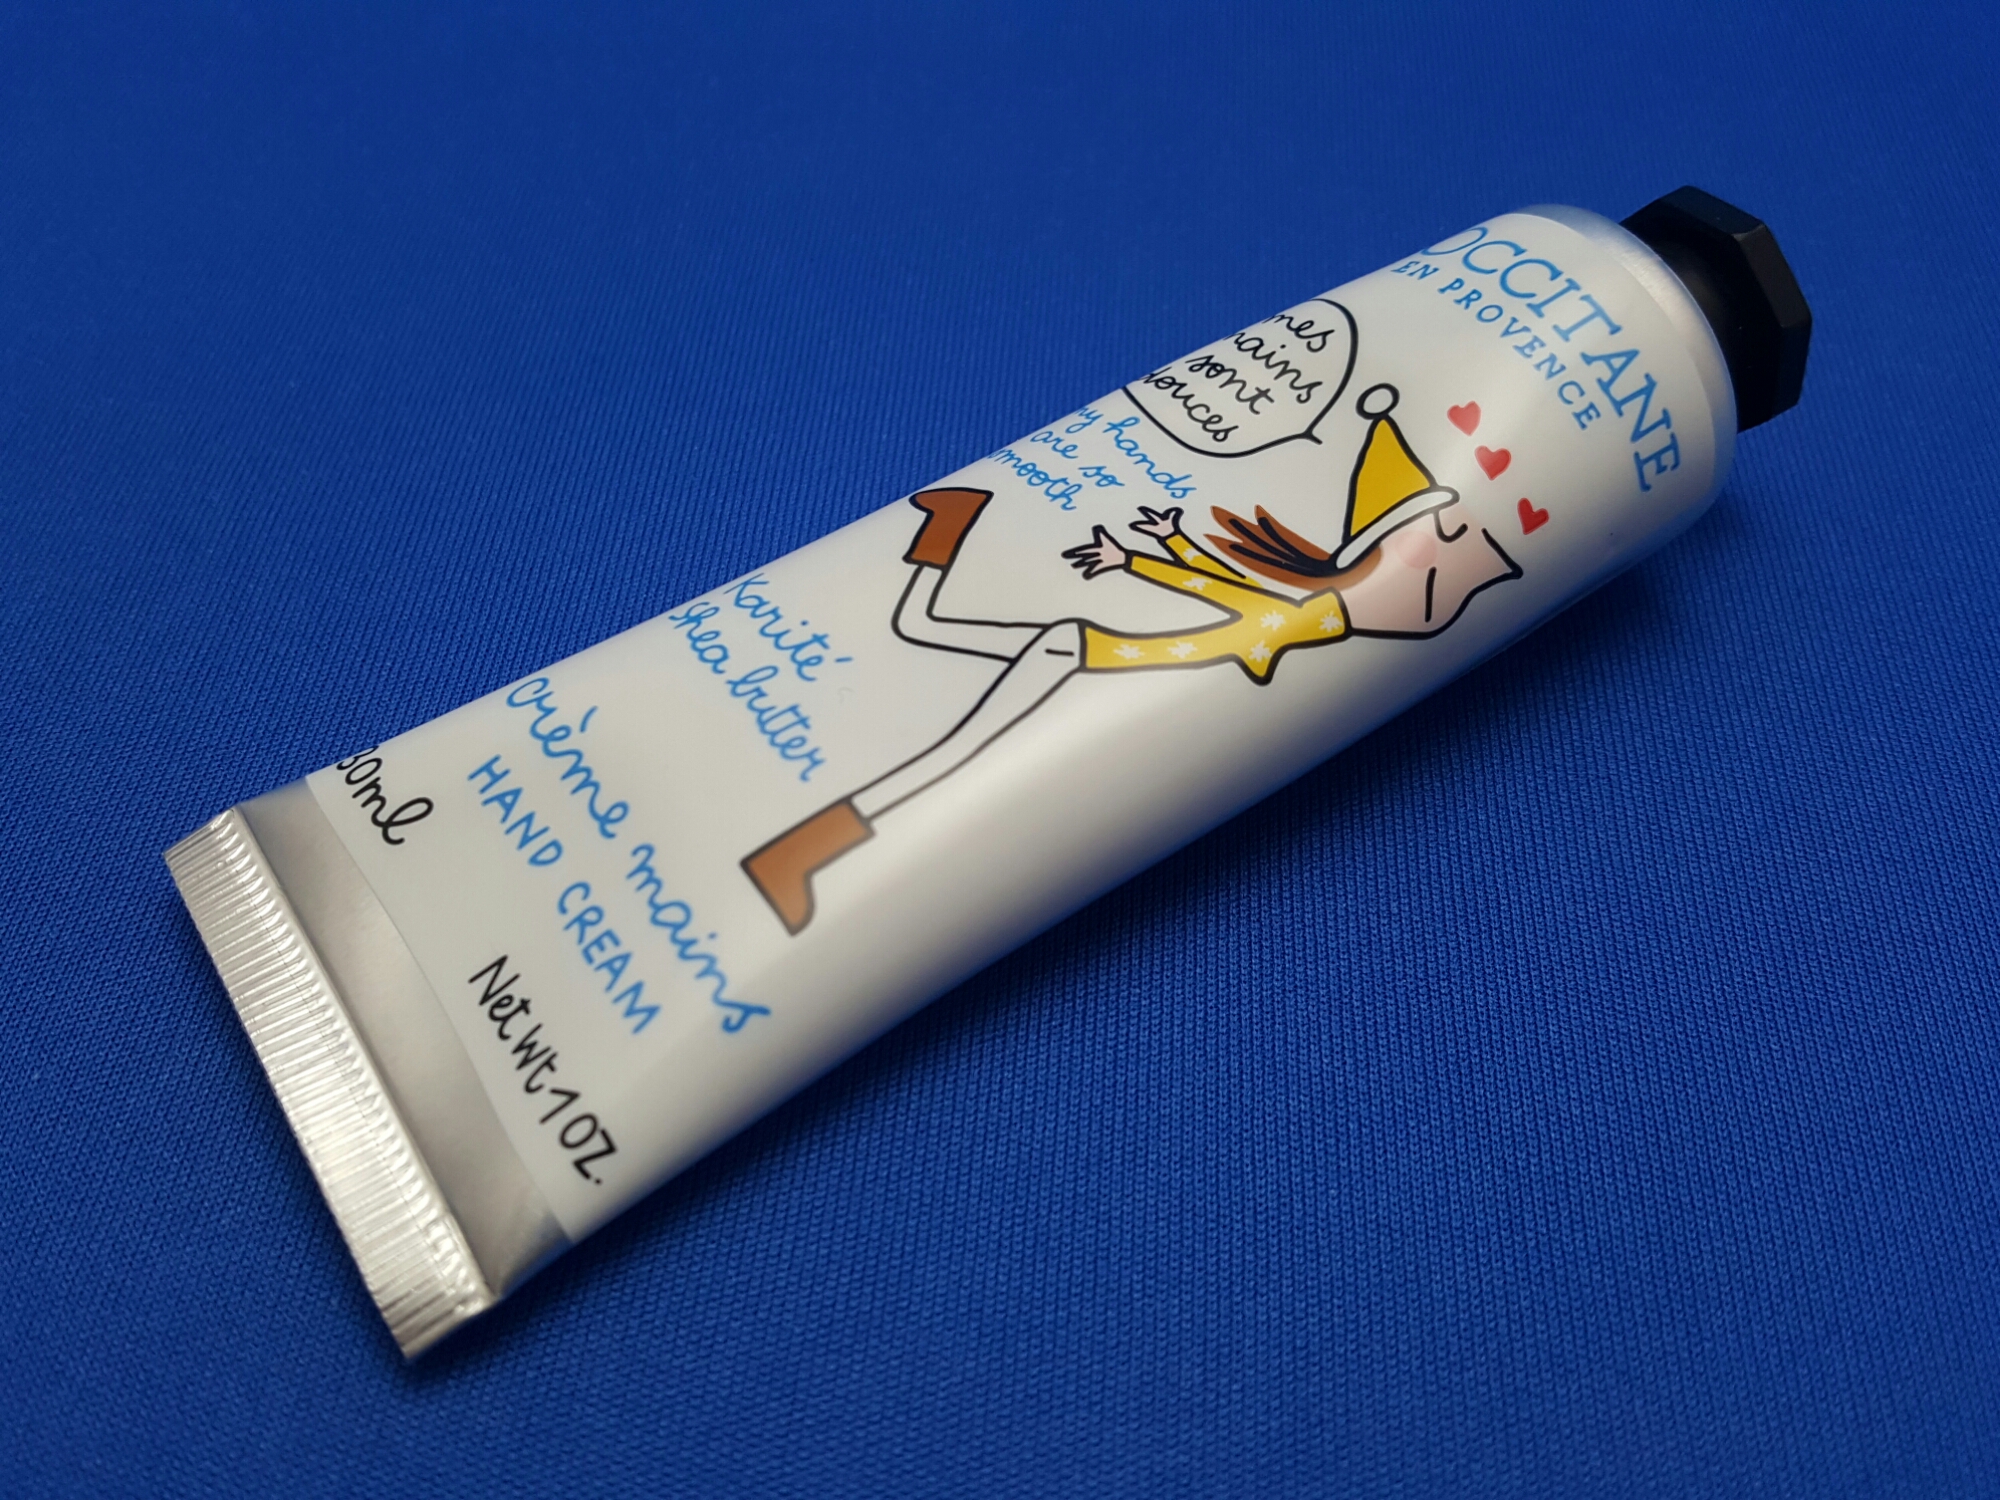 OCCITANE
EN PROVENCE
mes
mains
sont
douces
my hands
are so
smooth
Karité
shea butter
crème mains
HAND CREAM
30ml
Net Wt 1 OZ.